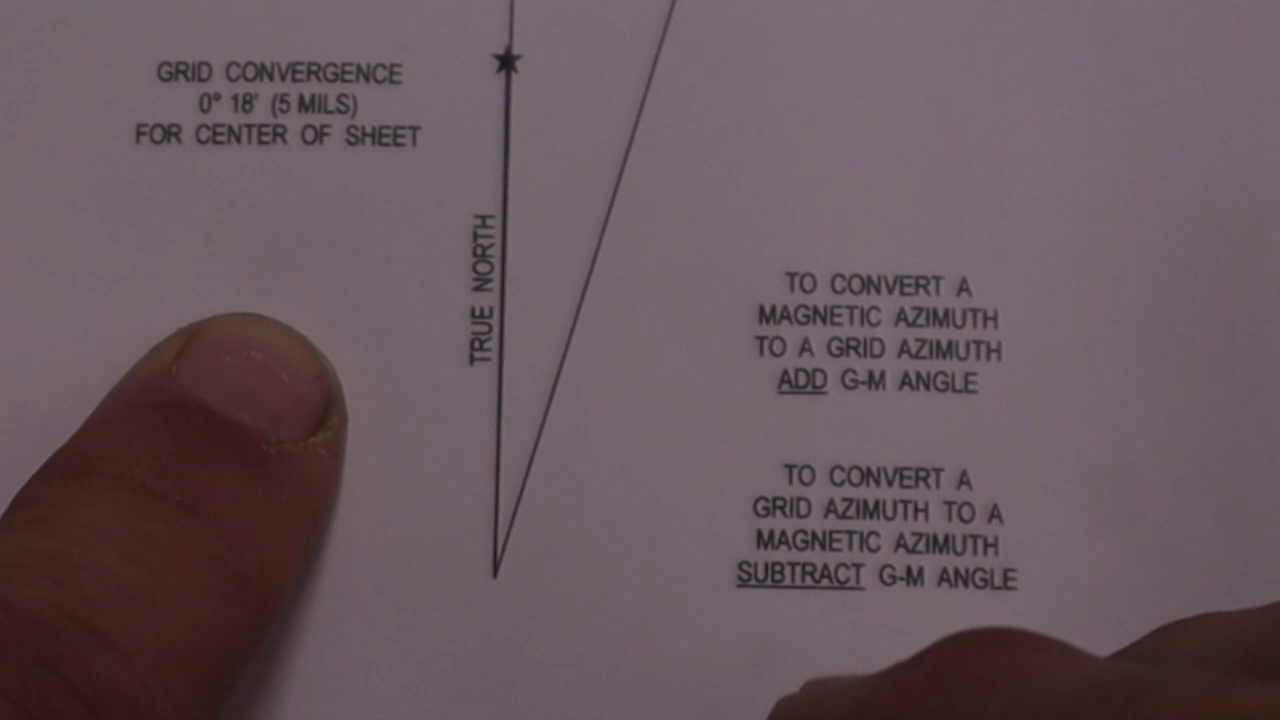 GRID CONVERGENCE
0° 18' (5 MILS)
FOR CENTER OF SHEET
TRUE NORTH
TO CONVERT A
MAGNETIC AZIMUTH
TO A GRID AZIMUTH
ADD G-M ANGLE
TO CONVERT A
GRID AZIMUTH TO A
MAGNETIC AZIMUTH
SUBTRACT G-M ANGLE